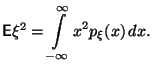 Eξ² = ∫_{-∞}^{∞} x² p_ξ(x) dx.